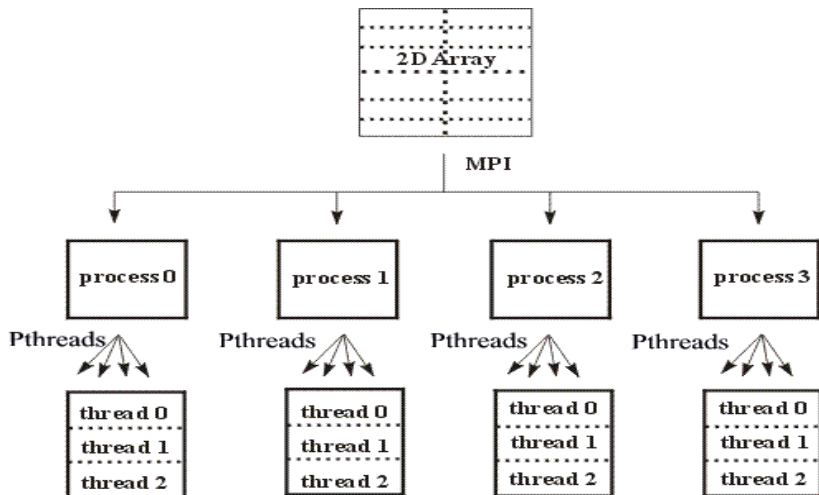 2D Array
MPI
process 0
process 1
process 2
process 3
Pthreads
Pthreads
Pthreads
Pthreads
thread 0
thread 1
thread 2
thread 0
thread 1
thread 2
thread 0
thread 1
thread 2
thread 0
thread 1
thread 2